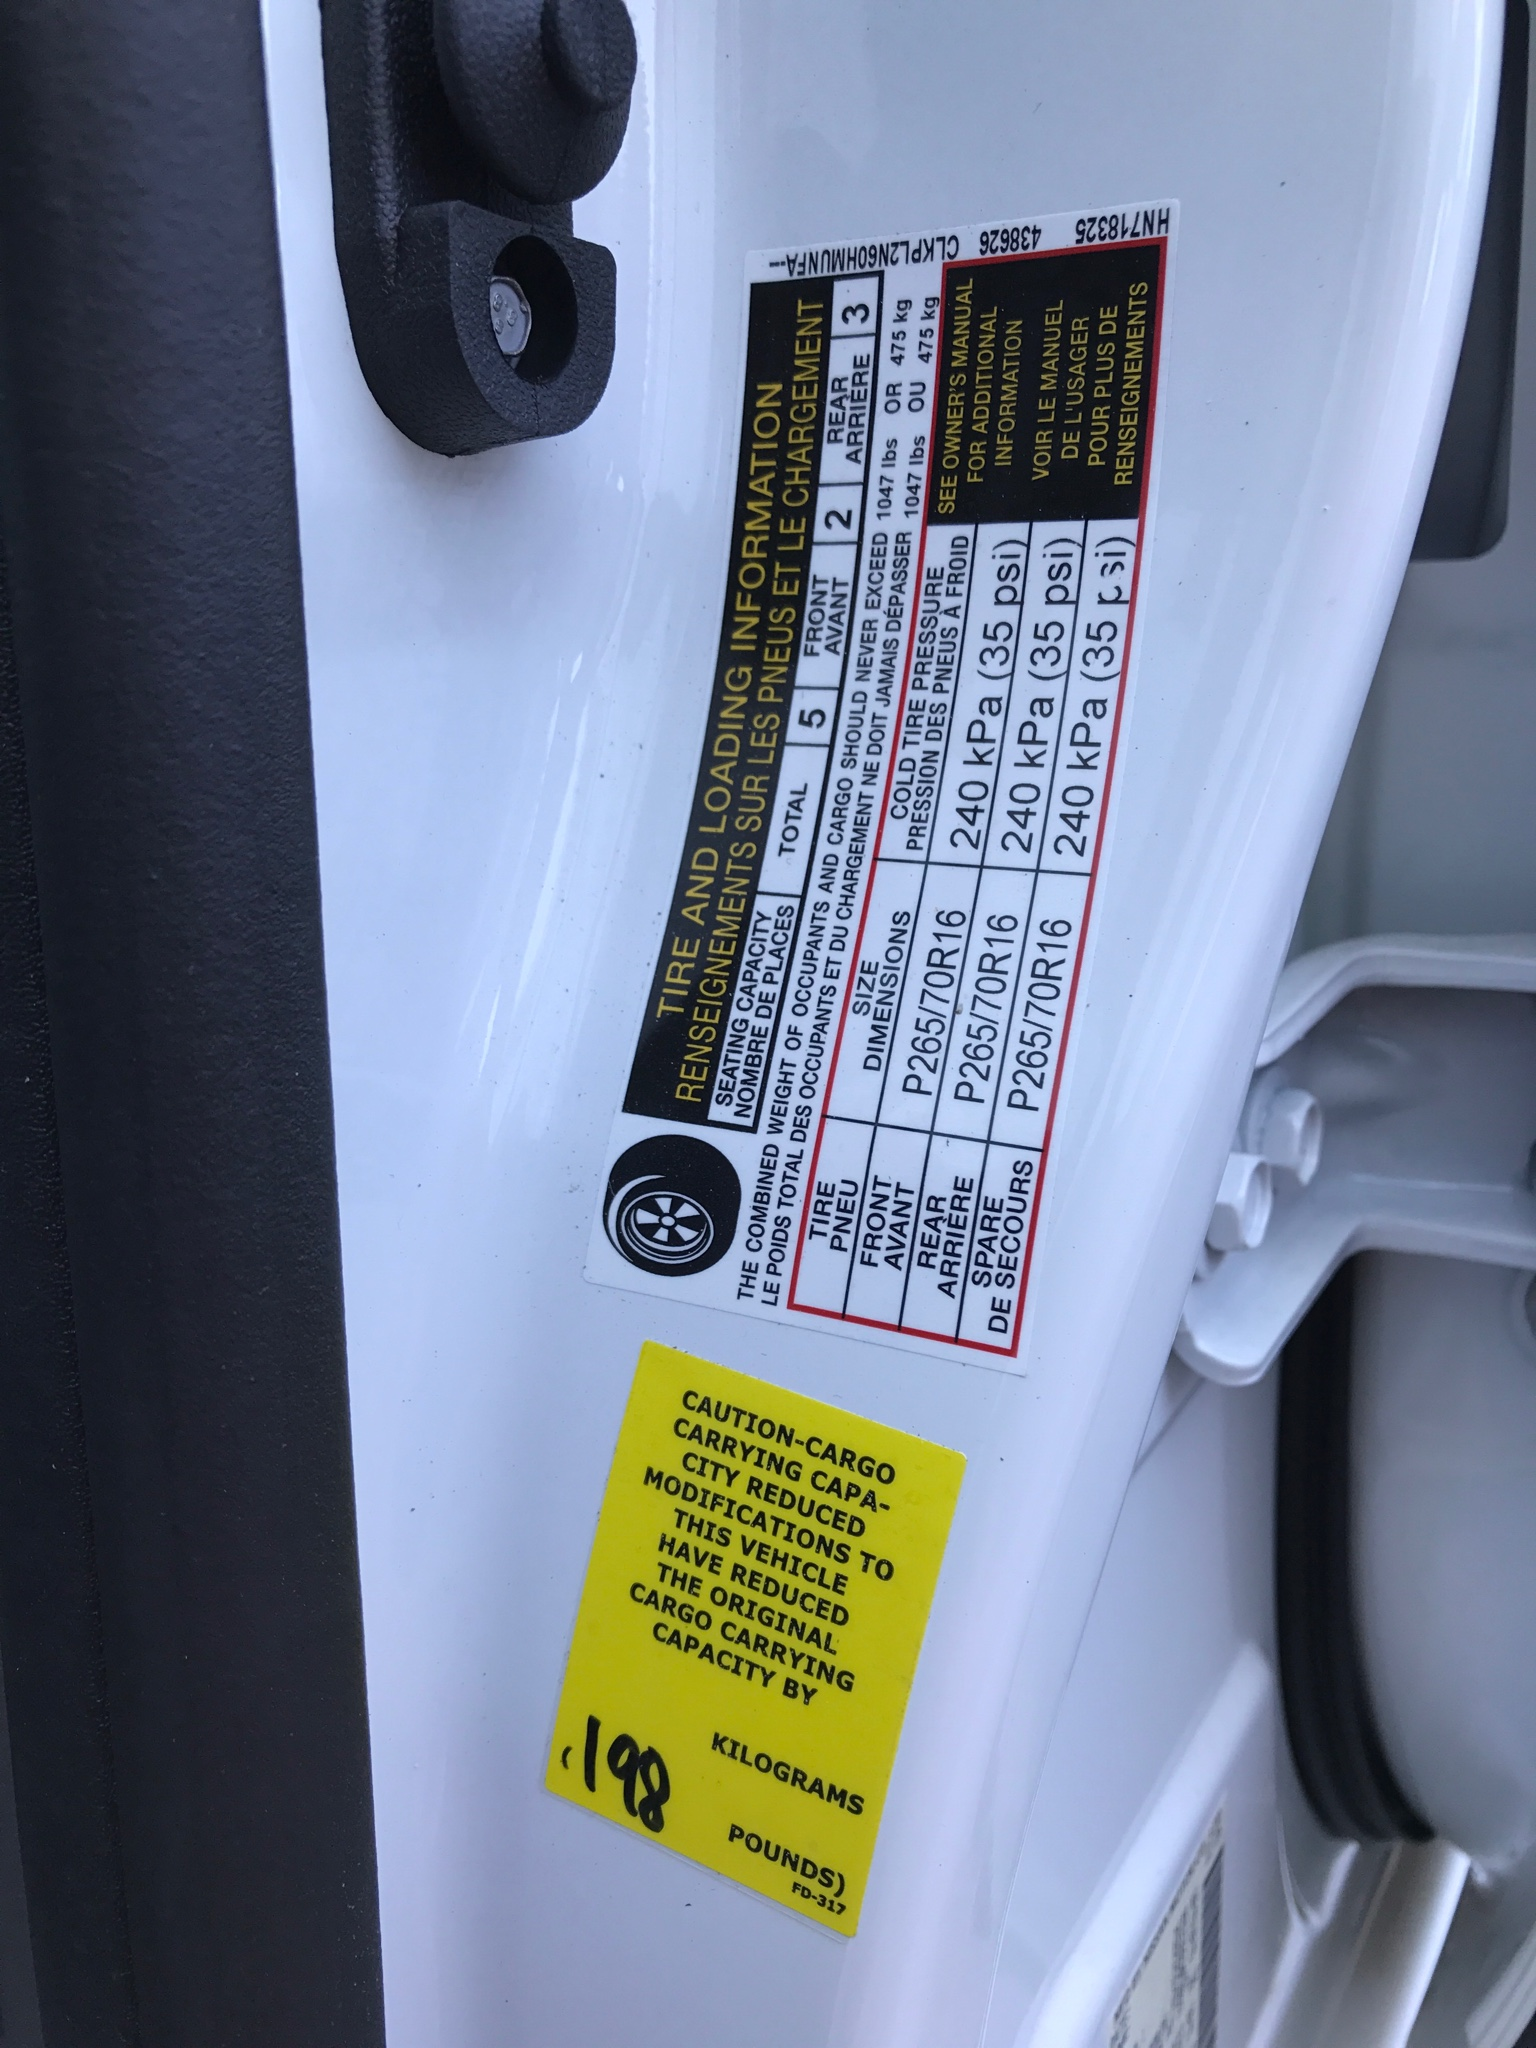 TIRE AND LOADING INFORMATION
RENSEIGNEMENTS SUR LES PNEUS ET LE CHARGEMENT
SEATING CAPACITY
NOMBRE DE PLACES
TOTAL
5
FRONT
AVANT
2
REAR
ARRIÈRE
3
THE COMBINED WEIGHT OF OCCUPANTS AND CARGO SHOULD NEVER EXCEED 1047 lbs OR 475 kg
LE POIDS TOTAL DES OCCUPANTS ET DU CHARGEMENT NE DOIT JAMAIS DÉPASSER 1047 lbs OU 475 kg
TIRE
PNEU
SIZE
DIMENSIONS
COLD TIRE PRESSURE
PRESSION DES PNEUS À FROID
FRONT
AVANT
P265/70R16
240 kPa (35 psi)
REAR
ARRIÈRE
P265/70R16
240 kPa (35 psi)
SPARE
DE SECOURS
P265/70R16
240 kPa (35 psi)
SEE OWNER'S MANUAL
FOR ADDITIONAL
INFORMATION
VOIR LE MANUEL
DE L'USAGER
POUR PLUS DE
RENSEIGNEMENTS
CLKPL2N60HMUNFA---
438626
HN718325
CAUTION-CARGO
CARRYING CAPA-
CITY REDUCED
MODIFICATIONS TO
THIS VEHICLE
HAVE REDUCED
THE ORIGINAL
CARGO CARRYING
CAPACITY BY
KILOGRAMS
(198 POUNDS)
FD-317